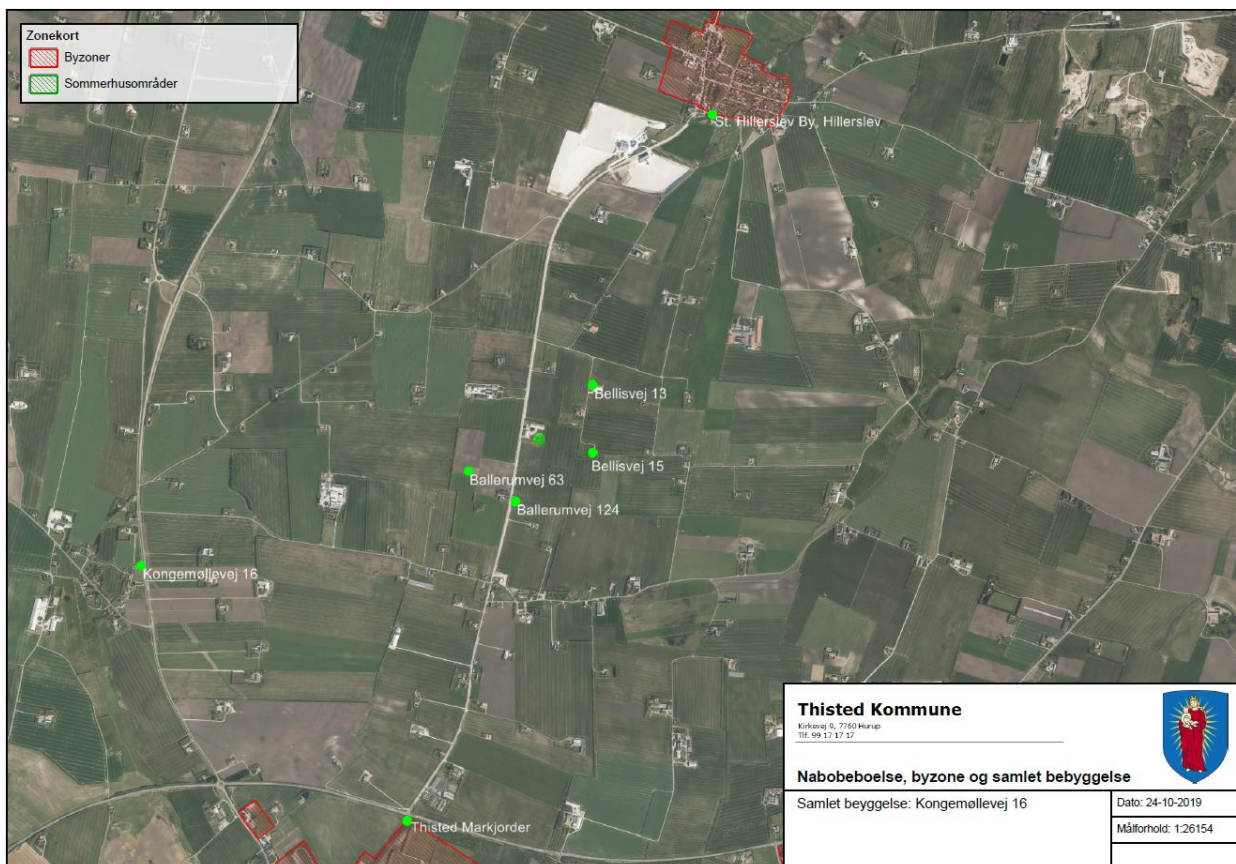 Zonekort
Byzoner
Sommerhusområder
St. Hillerslev By, Hillerslev
Bellisvej 13
Bellisvej 15
Ballerumvej 63
Ballerumvej 124
Kongemøllevej 16
Thisted Markjorder
Thisted Kommune
Kirkevej 9, 7760 Hurup
Tlf. 99 17 17 17
Nabobeboelse, byzone og samlet bebyggelse
Samlet beyggelse: Kongemøllevej 16
Dato: 24-10-2019
Målforhold: 1:26154